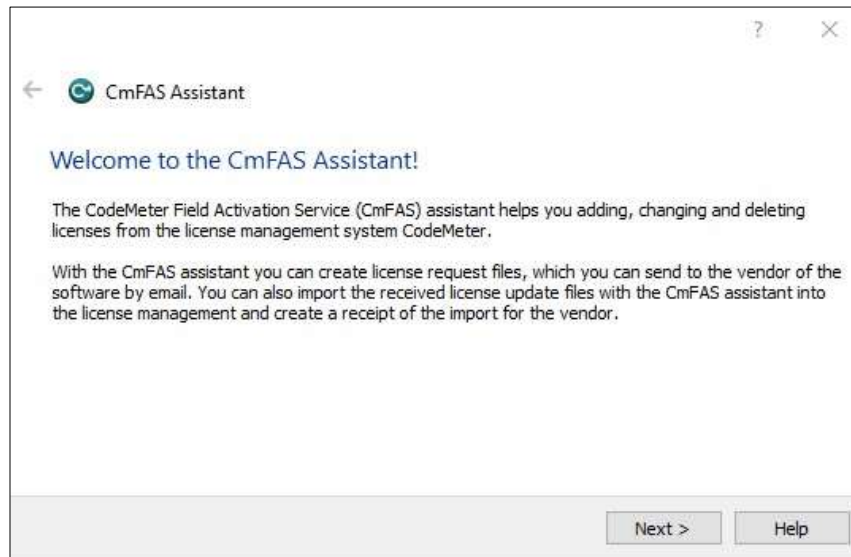 ?
CmFAS Assistant
Welcome to the CmFAS Assistant!
The CodeMeter Field Activation Service (CmFAS) assistant helps you adding, changing and deleting
licenses from the license management system CodeMeter.
With the CmFAS assistant you can create license request files, which you can send to the vendor of the
software by email. You can also import the received license update files with the CmFAS assistant into
the license management and create a receipt of the import for the vendor.
Next > Help